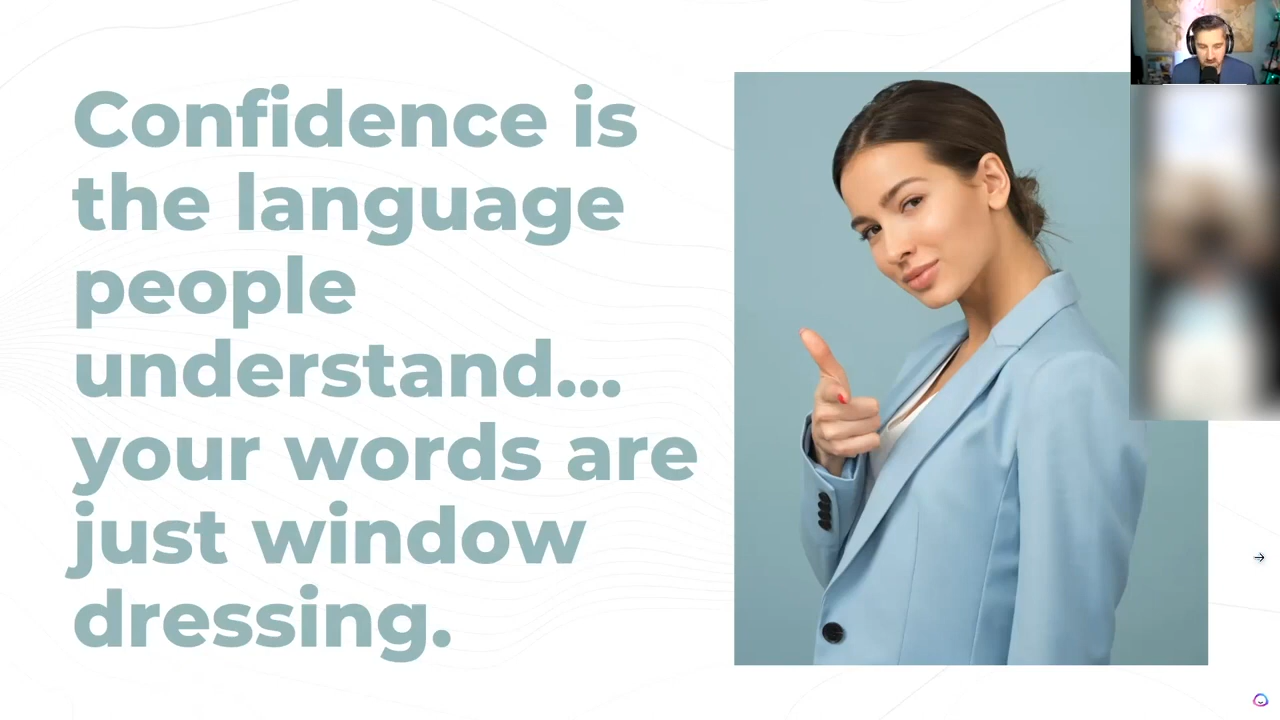 Confidence is
the language
people
understand...
your words are
just window
dressing.